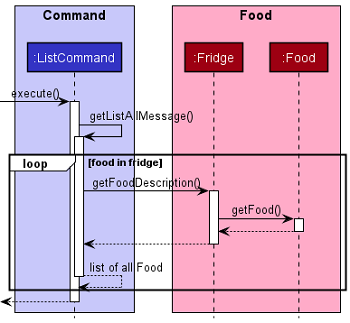 Command
Food
:ListCommand
:Fridge
:Food
execute()
getListAllMessage()
loop
[food in fridge]
getFoodDescription()
getFood()
list of all Food